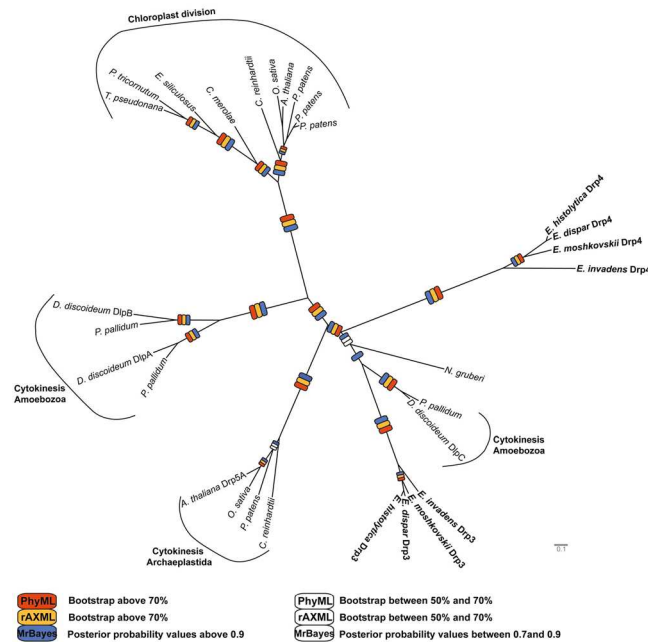 Chloroplast division
P. tricornutum
T. pseudonana
E. siliculosus
C. merolae
C. reinhardtii
O. sativa
A. thaliana
P. patens
P. patens
P. patens
E. histolytica Drp4
E. dispar Drp4
E. moshkovskii Drp4
E. invadens Drp4
D. discoideum DlpB
P. pallidum
D. discoideum DlpA
P. pallidum
Cytokinesis
Amoebozoa
N. gruberi
P. pallidum
D. discoideum DlpC
Cytokinesis
Amoebozoa
A. thaliana Drp5A
O. sativa
P. patens
C. reinhardtii
Cytokinesis
Archaeplastida
E. histolytica Drp3
E. dispar Drp3
E. moshkovskii Drp3
E. invadens Drp3
0.1
PhyML Bootstrap above 70%
rAXML Bootstrap above 70%
MrBayes Posterior probability values above 0.9
PhyML Bootstrap between 50% and 70%
rAXML Bootstrap between 50% and 70%
MrBayes Posterior probability values between 0.7and 0.9